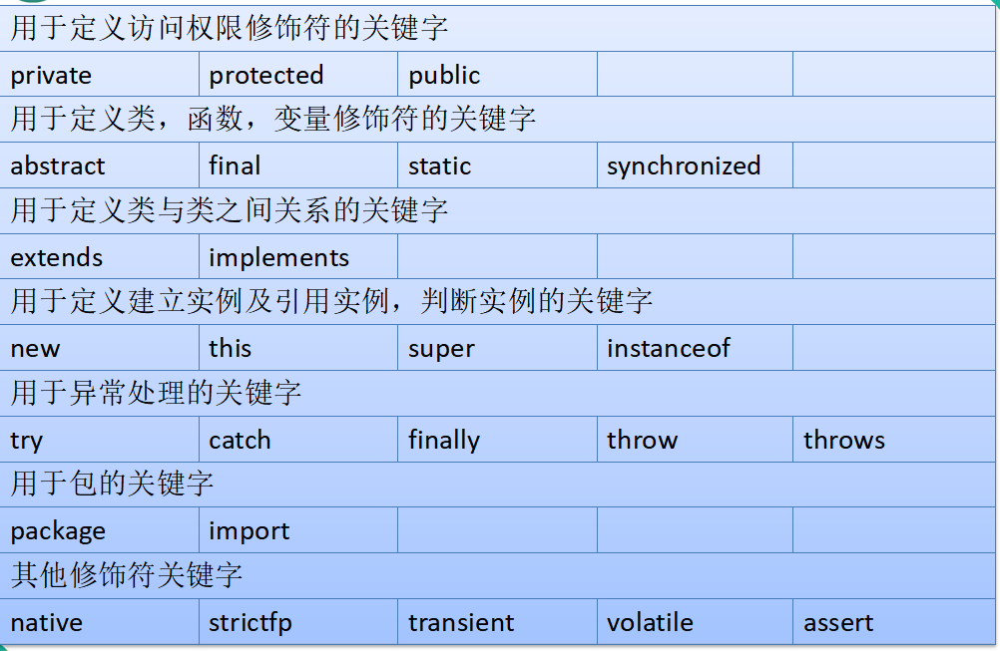 用于定义访问权限修饰符的关键字
private protected public
用于定义类，函数，变量修饰符的关键字
abstract final static synchronized
用于定义类与类之间关系的关键字
extends implements
用于定义建立实例及引用实例，判断实例的关键字
new this super instanceof
用于异常处理的关键字
try catch finally throw throws
用于包的关键字
package import
其他修饰符关键字
native strictfp transient volatile assert